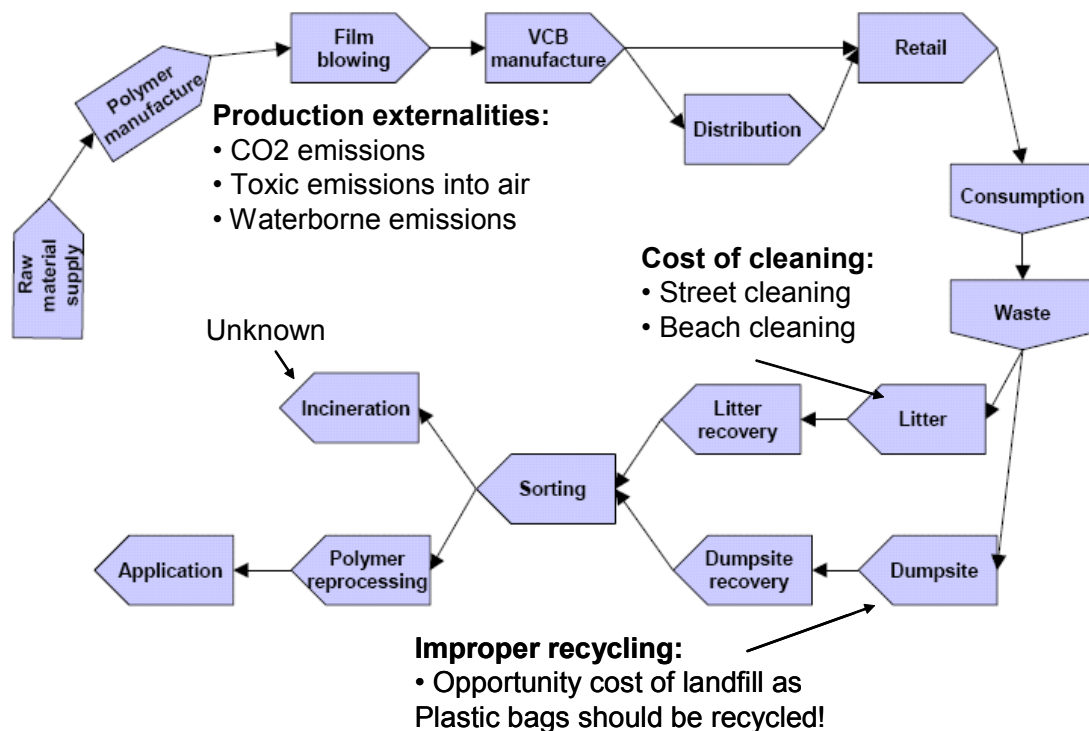 Film
blowing
VCB
manufacture
Retail
Polymer
manufacture
Distribution
Production externalities:
• CO2 emissions
• Toxic emissions into air
• Waterborne emissions
Raw
material
supply
Consumption
Cost of cleaning:
• Street cleaning
• Beach cleaning
Waste
Unknown
Incineration
Litter
recovery
Litter
Sorting
Application
Polymer
reprocessing
Dumpsite
recovery
Dumpsite
Improper recycling:
• Opportunity cost of landfill as
Plastic bags should be recycled!